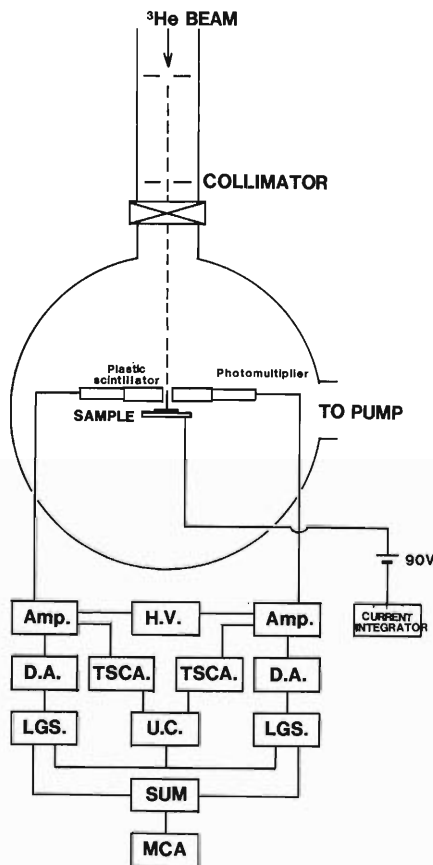 ³He BEAM
COLLIMATOR
Plastic
scintillator
Photomultiplier
SAMPLE
TO PUMP
90V
Amp.
H.V.
Amp.
CURRENT
INTEGRATOR
D.A.
TSCA.
TSCA.
D.A.
LGS.
U.C.
LGS.
SUM
MCA